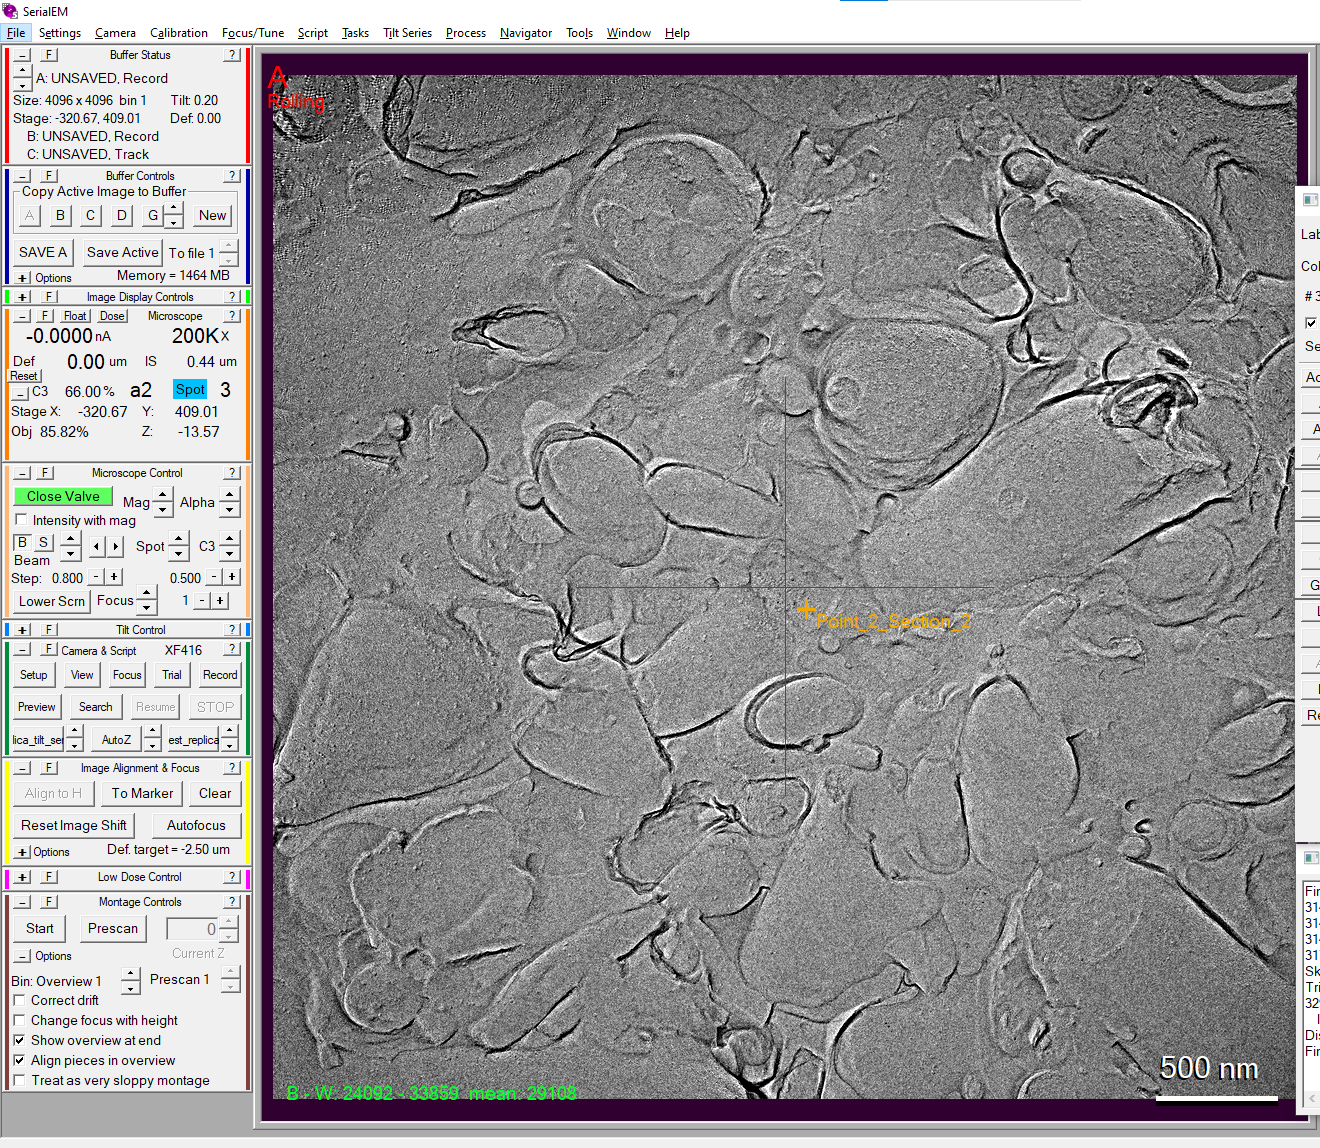 SerialEM
File Settings Camera Calibration Focus/Tune Script Tasks Tilt Series Process Navigator Tools Window Help
– F Buffer Status ?
A: UNSAVED, Record
Size: 4096 x 4096 bin 1 Tilt: 0.20
Stage: -320.67, 409.01 Def: 0.00
B: UNSAVED, Record
C: UNSAVED, Track
– F Buffer Controls ?
Copy Active Image to Buffer
A B C D G New
SAVE A Save Active To file 1
+ Options Memory = 1464 MB
+ F Image Display Controls ?
– F Float Dose Microscope ?
-0.0000 nA 200K X
Def 0.00 um IS 0.44 um
Reset
– C3 66.00 % a2 Spot 3
Stage X: -320.67 Y: 409.01
Obj 85.82% Z: -13.57
– F Microscope Control ?
Close Valve Mag Alpha
Intensity with mag
B S Spot C3
Beam
Step: 0.800 - + 0.500 - +
Lower Scrn Focus 1 - +
+ F Tilt Control ?
– F Camera & Script XF416 ?
Setup View Focus Trial Record
Preview Search Resume STOP
lica_tilt_ser AutoZ est_replica
– F Image Alignment & Focus ?
Align to H To Marker Clear
Reset Image Shift Autofocus
+ Options Def. target = -2.50 um
+ F Low Dose Control ?
– F Montage Controls ?
Start Prescan 0
– Options Current Z
Bin: Overview 1 Prescan 1
Correct drift
Change focus with height
Show overview at end
Align pieces in overview
Treat as very sloppy montage
A
Rolling
Point_2_Section_2
500 nm
B - W: 24092 - 33859 mean: 29108
Lab
Col
# 3
Se
Ac
A
G
L
Re
Fir
314
314
314
311
Sk
Tri
329
Dis
Fir